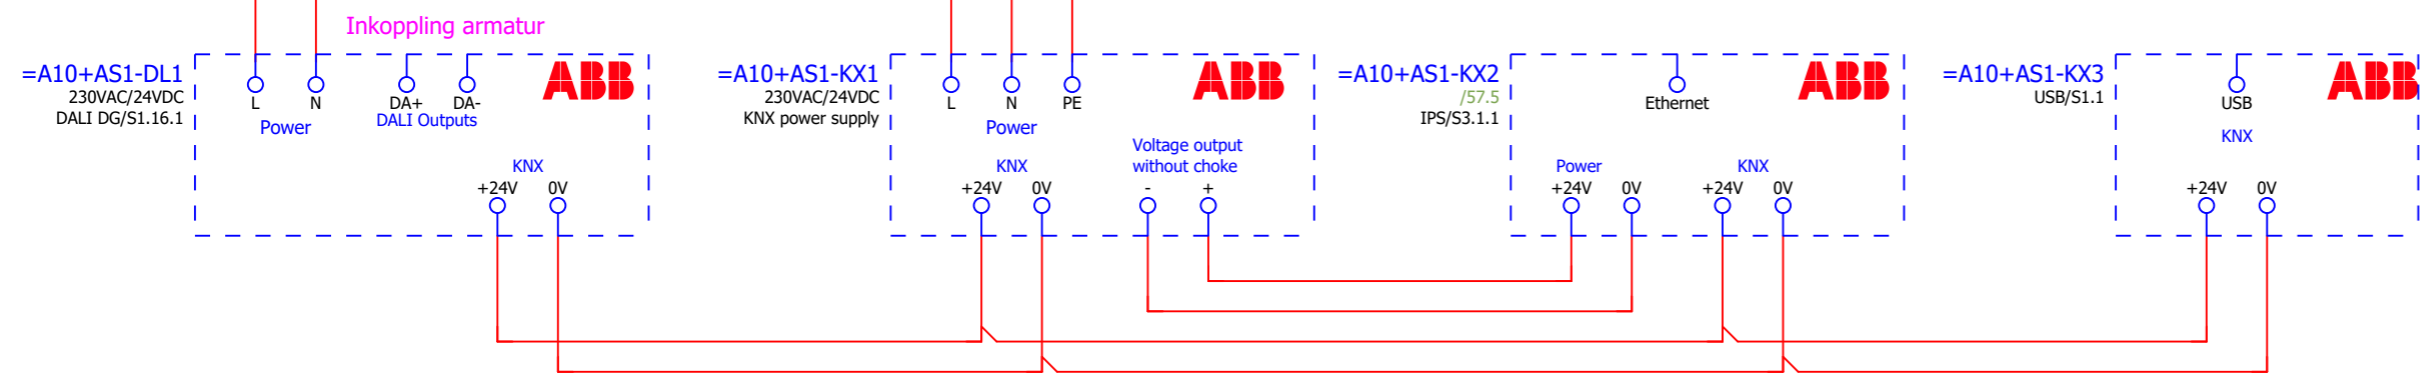 Inkoppling armatur
=A10+AS1-DL1
230VAC/24VDC
DALI DG/S1.16.1
L N DA+ DA-
Power DALI Outputs
ABB
KNX
+24V 0V
=A10+AS1-KX1
230VAC/24VDC
KNX power supply
L N PE
Power
ABB
Voltage output
without choke
KNX
+24V 0V - +
=A10+AS1-KX2
/57.5
IPS/S3.1.1
Ethernet
ABB
Power KNX
+24V 0V +24V 0V
=A10+AS1-KX3
USB/S1.1
USB
ABB
KNX
+24V 0V